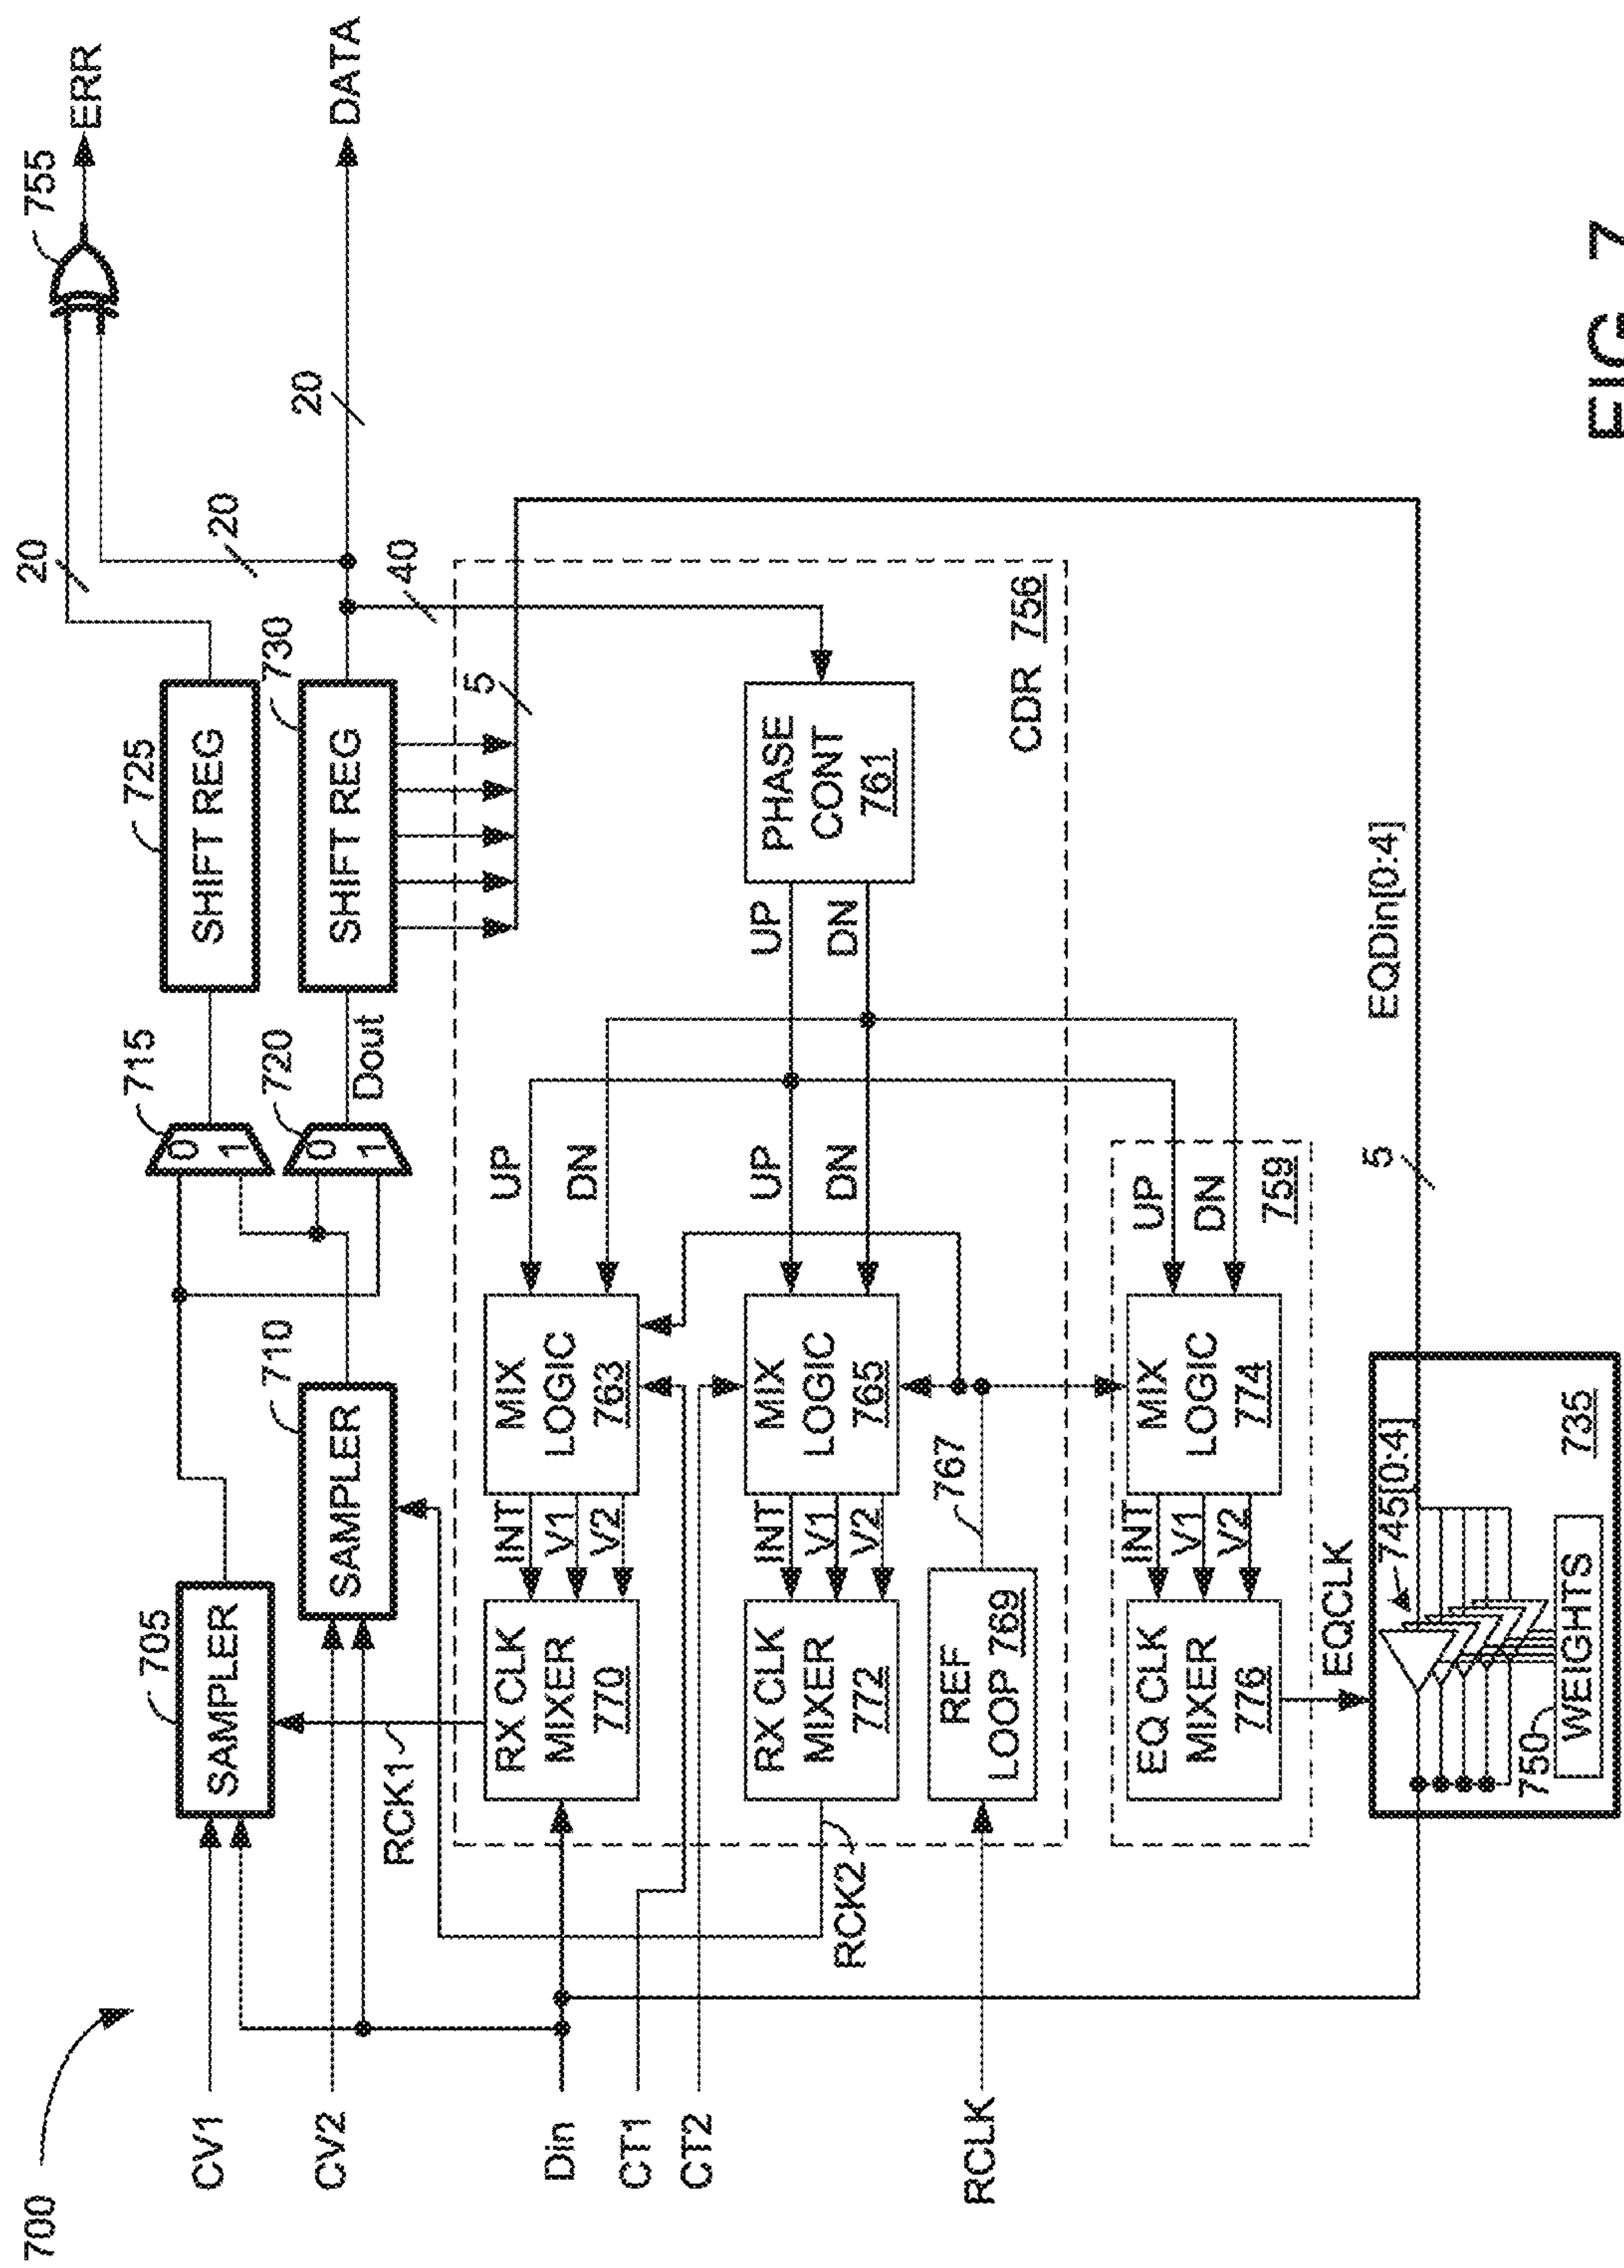 700
CV1
CV2
Din
CT1
CT2
RCLK
705
SAMPLER
710
SAMPLER
715
0
1
720
0
1
Dout
725
SHIFT REG
730
SHIFT REG
20
20
20
40
5
755
ERR
DATA
RCK1
RCK2
RX CLK
MIXER
770
INT
V1
V2
MIX
LOGIC
763
UP
DN
RX CLK
MIXER
772
INT
V1
V2
MIX
LOGIC
765
UP
DN
UP
DN
PHASE
CONT
761
CDR 756
REF
LOOP 769
767
EQ CLK
MIXER
776
INT
V1
V2
MIX
LOGIC
774
UP
DN
759
EQCLK
5
EQDin[0:4]
745[0:4]
735
750
WEIGHTS
FIG. 7